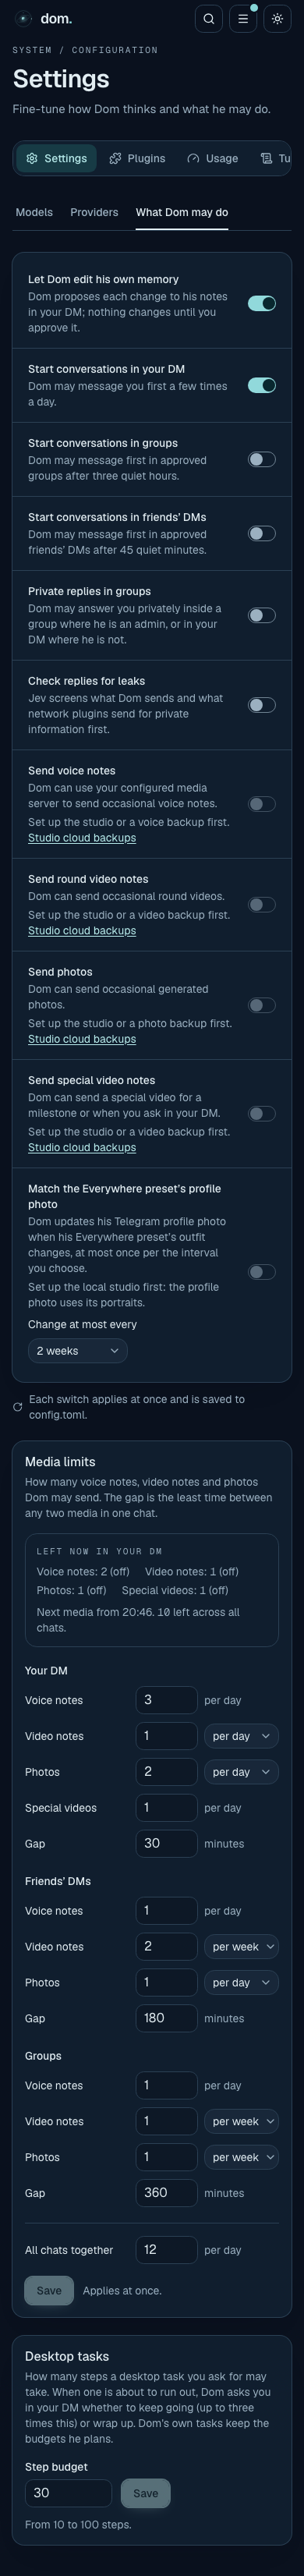 dom.
SYSTEM / CONFIGURATION
Settings
Fine-tune how Dom thinks and what he may do.
Settings Plugins Usage Tu
Models Providers What Dom may do
Let Dom edit his own memory
Dom proposes each change to his notes
in your DM; nothing changes until you
approve it.
Start conversations in your DM
Dom may message you first a few times
a day.
Start conversations in groups
Dom may message first in approved
groups after three quiet hours.
Start conversations in friends’ DMs
Dom may message first in approved
friends’ DMs after 45 quiet minutes.
Private replies in groups
Dom may answer you privately inside a
group where he is an admin, or in your
DM where he is not.
Check replies for leaks
Jev screens what Dom sends and what
network plugins send for private
information first.
Send voice notes
Dom can use your configured media
server to send occasional voice notes.
Set up the studio or a voice backup first.
Studio cloud backups
Send round video notes
Dom can send occasional round videos.
Set up the studio or a video backup first.
Studio cloud backups
Send photos
Dom can send occasional generated
photos.
Set up the studio or a photo backup first.
Studio cloud backups
Send special video notes
Dom can send a special video for a
milestone or when you ask in your DM.
Set up the studio or a video backup first.
Studio cloud backups
Match the Everywhere preset’s profile
photo
Dom updates his Telegram profile photo
when his Everywhere preset’s outfit
changes, at most once per the interval
you choose.
Set up the local studio first: the profile
photo uses its portraits.
Change at most every
2 weeks
Each switch applies at once and is saved to
config.toml.
Media limits
How many voice notes, video notes and photos
Dom may send. The gap is the least time between
any two media in one chat.
LEFT NOW IN YOUR DM
Voice notes: 2 (off) Video notes: 1 (off)
Photos: 1 (off) Special videos: 1 (off)
Next media from 20:46. 10 left across all
chats.
Your DM
Voice notes 3 per day
Video notes 1 per day
Photos 2 per day
Special videos 1 per day
Gap 30 minutes
Friends’ DMs
Voice notes 1 per day
Video notes 2 per week
Photos 1 per day
Gap 180 minutes
Groups
Voice notes 1 per day
Video notes 1 per week
Photos 1 per week
Gap 360 minutes
All chats together 12 per day
Save Applies at once.
Desktop tasks
How many steps a desktop task you ask for may
take. When one is about to run out, Dom asks you
in your DM whether to keep going (up to three
times this) or wrap up. Dom's own tasks keep the
budgets he plans.
Step budget
30 Save
From 10 to 100 steps.